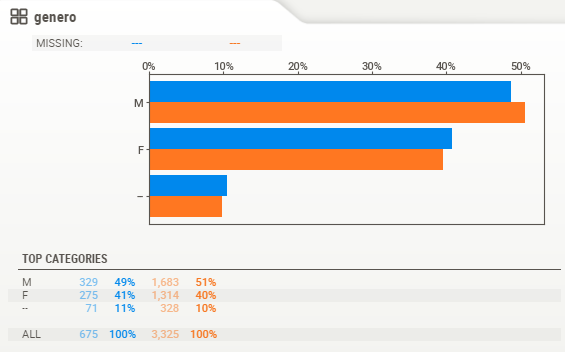 genero
MISSING: --- ---
0% 10% 20% 30% 40% 50%
M
F
--
TOP CATEGORIES
M 329 49% 1,683 51%
F 275 41% 1,314 40%
-- 71 11% 328 10%
ALL 675 100% 3,325 100%